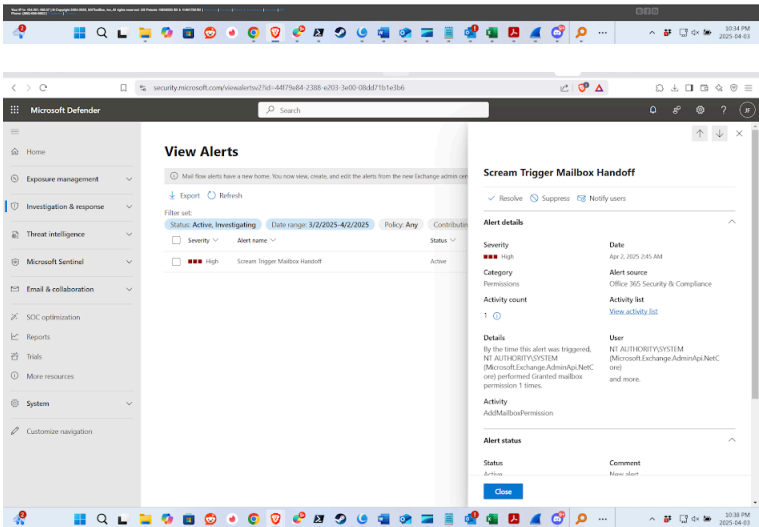 10:34 PM
2025-04-03
security.microsoft.com/viewalertsv2?id=44f79e84-2388-e203-3e00-08dd71b1e3b6
Microsoft Defender
Search
JF
Home
Exposure management
Investigation & response
Threat intelligence
Microsoft Sentinel
Email & collaboration
SOC optimization
Reports
Trials
More resources
System
Customize navigation
View Alerts
Mail flow alerts have a new home. You now view, create, and edit the alerts from the new Exchange admin cen
Export Refresh
Filter set:
Status: Active, Investigating Date range: 3/2/2025-4/2/2025 Policy: Any Contributin
Severity Alert name Status
High Scream Trigger Mailbox Handoff Active
Scream Trigger Mailbox Handoff
Resolve Suppress Notify users
Alert details
Severity Date
High Apr 2, 2025 2:45 AM
Category Alert source
Permissions Office 365 Security & Compliance
Activity count Activity list
1 View activity list
Details
By the time this alert was triggered,
NT AUTHORITY\SYSTEM
(Microsoft.Exchange.AdminApi.NetC
ore) performed Granted mailbox
permission 1 times.
User
NT AUTHORITY\SYSTEM
(Microsoft.Exchange.AdminApi.NetC
ore)
and more.
Activity
AddMailboxPermission
Alert status
Status Comment
Active New alert
Close
10:38 PM
2025-04-03